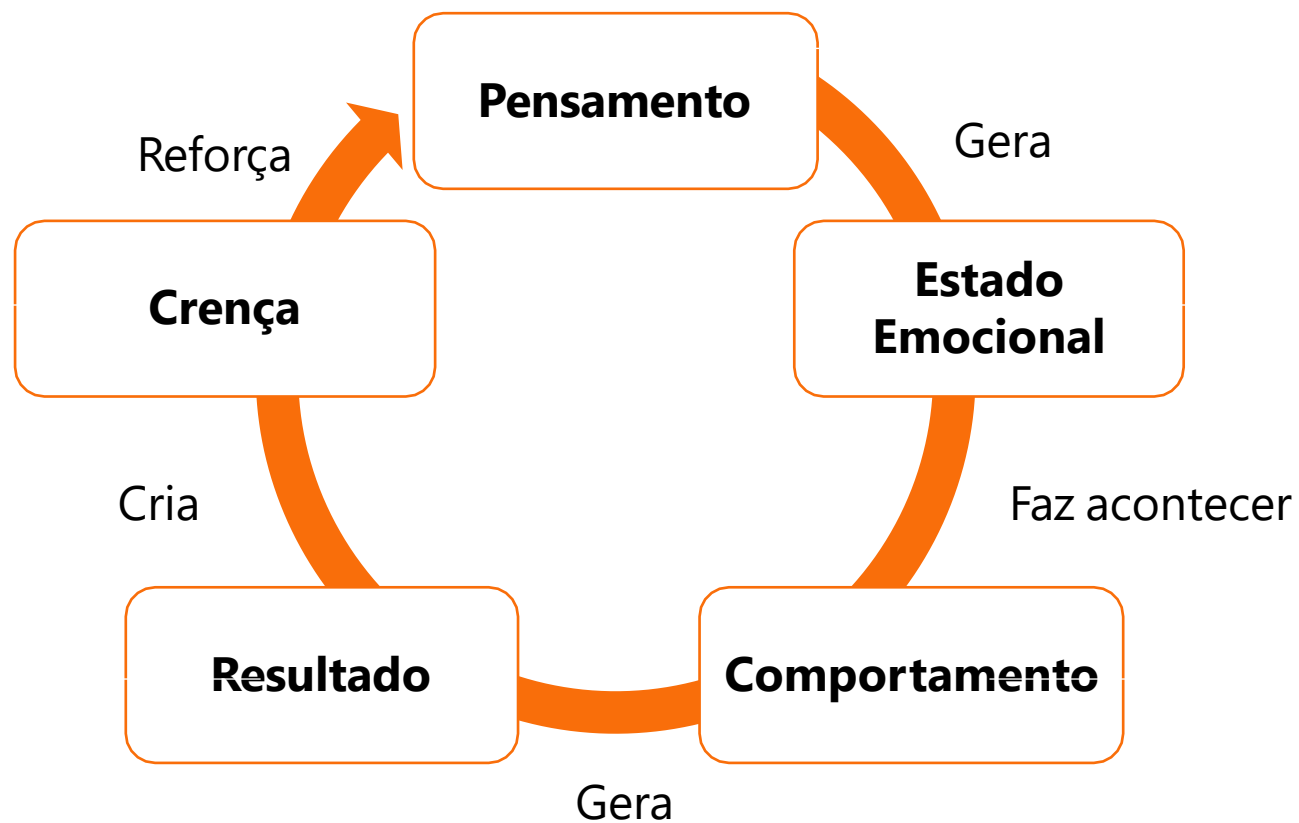 Pensamento
Gera
Reforça
Estado
Emocional
Crença
Cria
Faz acontecer
Resultado
Comportamento
Gera